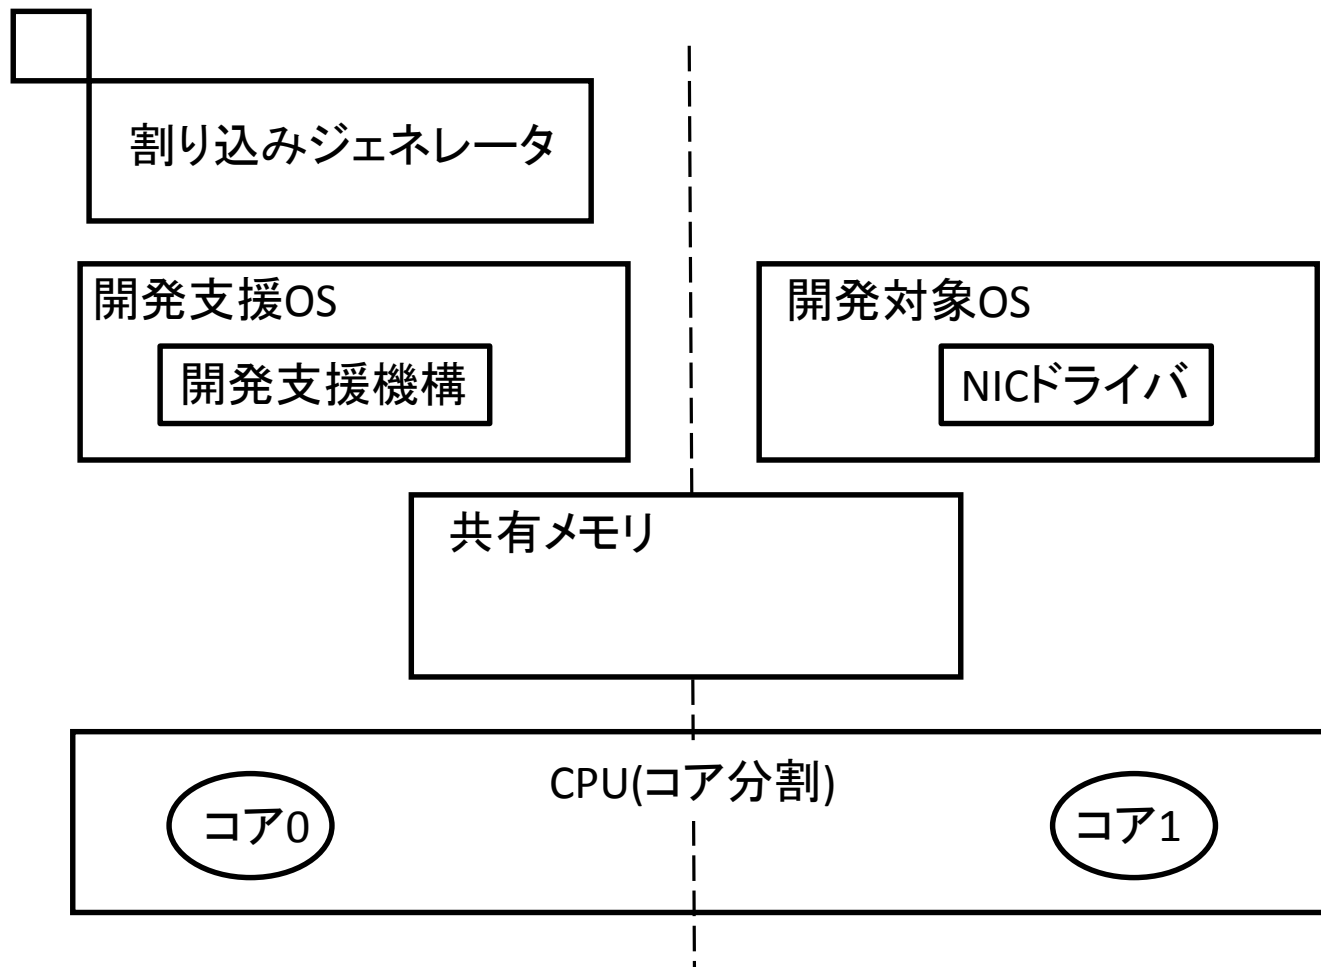 割り込みジェネレータ
開発支援OS
開発支援機構
開発対象OS
NICドライバ
共有メモリ
CPU(コア分割)
コア0
コア1